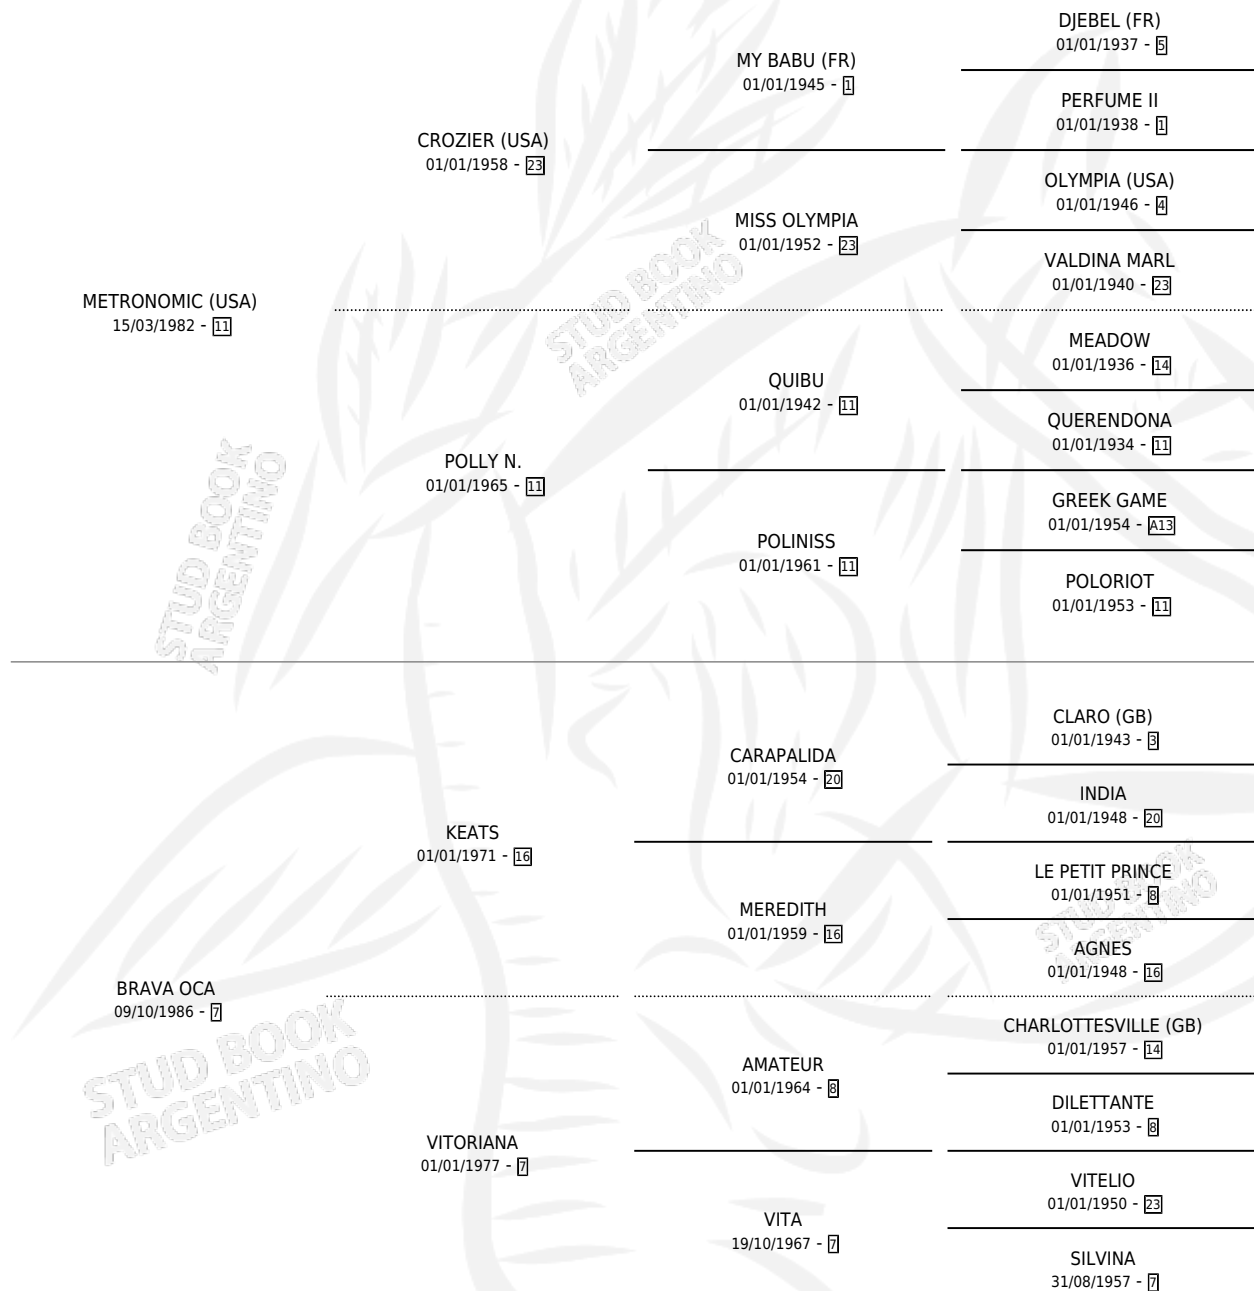 DJEBEL (FR)
01/01/1937 - 5
MY BABU (FR)
01/01/1945 - 1
PERFUME II
01/01/1938 - 1
CROZIER (USA)
01/01/1958 - 23
OLYMPIA (USA)
01/01/1946 - 4
MISS OLYMPIA
01/01/1952 - 23
VALDINA MARL
01/01/1940 - 23
METRONOMIC (USA)
15/03/1982 - 11
MEADOW
01/01/1936 - 14
QUIBU
01/01/1942 - 11
QUERENDONA
01/01/1934 - 11
POLLY N.
01/01/1965 - 11
GREEK GAME
01/01/1954 - A13
POLINISS
01/01/1961 - 11
POLORIOT
01/01/1953 - 11
CLARO (GB)
01/01/1943 - 3
CARAPALIDA
01/01/1954 - 20
INDIA
01/01/1948 - 20
KEATS
01/01/1971 - 16
LE PETIT PRINCE
01/01/1951 - 8
MEREDITH
01/01/1959 - 16
AGNES
01/01/1948 - 16
BRAVA OCA
09/10/1986 - 7
CHARLOTTESVILLE (GB)
01/01/1957 - 14
AMATEUR
01/01/1964 - 8
DILETTANTE
01/01/1953 - 8
VITORIANA
01/01/1977 - 7
VITELIO
01/01/1950 - 23
VITA
19/10/1967 - 7
SILVINA
31/08/1957 - 7
STUD BOOK
ARGENTINO
STUD BOOK
ARGENTINO
STUD BOOK
ARGENTINO
STUD BOOK
ARGENTINO